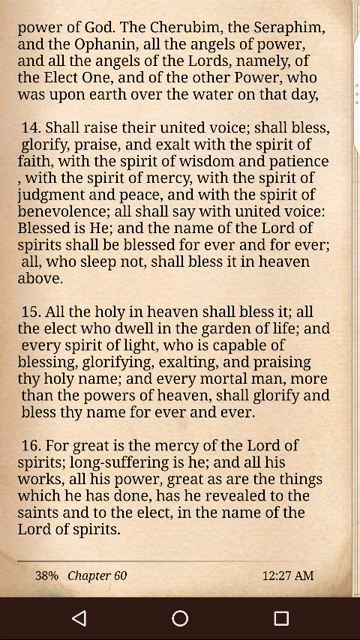 power of God. The Cherubim, the Seraphim,
and the Ophanin, all the angels of power,
and all the angels of the Lords, namely, of
the Elect One, and of the other Power, who
was upon earth over the water on that day,
14. Shall raise their united voice; shall bless,
glorify, praise, and exalt with the spirit of
faith, with the spirit of wisdom and patience
, with the spirit of mercy, with the spirit of
judgment and peace, and with the spirit of
benevolence; all shall say with united voice:
Blessed is He; and the name of the Lord of
spirits shall be blessed for ever and for ever;
all, who sleep not, shall bless it in heaven
above.
15. All the holy in heaven shall bless it; all
the elect who dwell in the garden of life; and
every spirit of light, who is capable of
blessing, glorifying, exalting, and praising
thy holy name; and every mortal man, more
than the powers of heaven, shall glorify and
bless thy name for ever and ever.
16. For great is the mercy of the Lord of
spirits; long-suffering is he; and all his
works, all his power, great as are the things
which he has done, has he revealed to the
saints and to the elect, in the name of the
Lord of spirits.
38% Chapter 60 12:27 AM